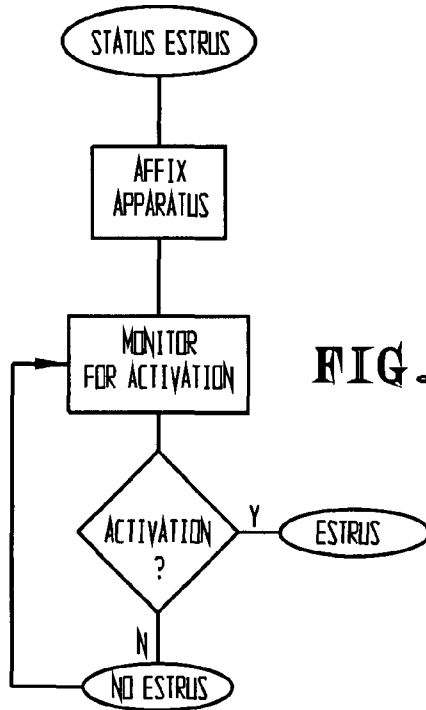 STATUS ESTRUS
AFFIX
APPARATUS
MONITOR
FOR ACTIVATION
FIG.
ACTIVATION
?
Y
ESTRUS
N
NO ESTRUS